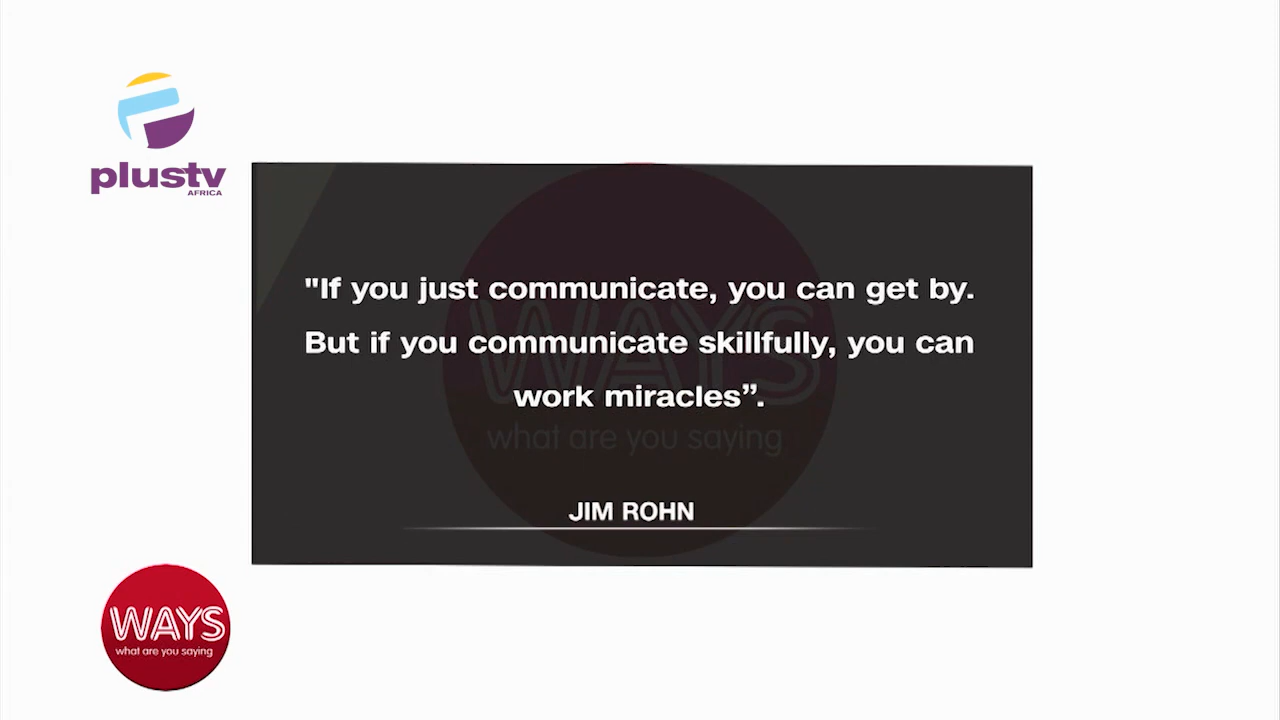 plustv
AFRICA
"If you just communicate, you can get by.
But if you communicate skillfully, you can
work miracles”.
WAYS
what are you saying
JIM ROHN
WAYS
what are you saying